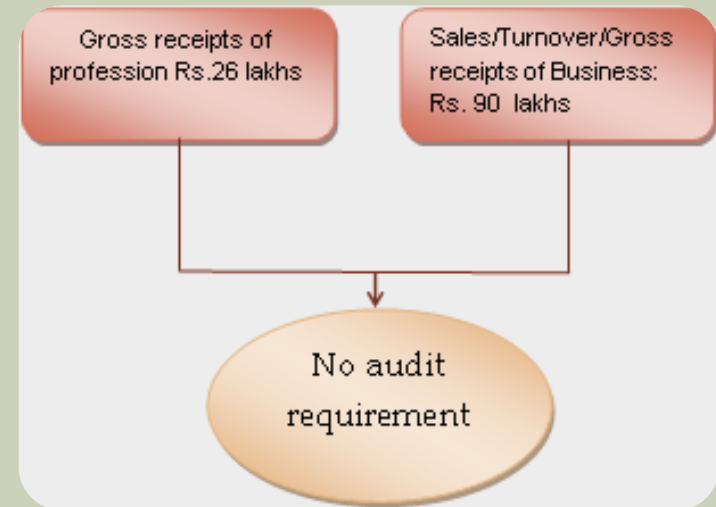 Gross receipts of
profession Rs.26 lakhs
Sales/Turnover/Gross
receipts of Business:
Rs. 90 lakhs
No audit
requirement